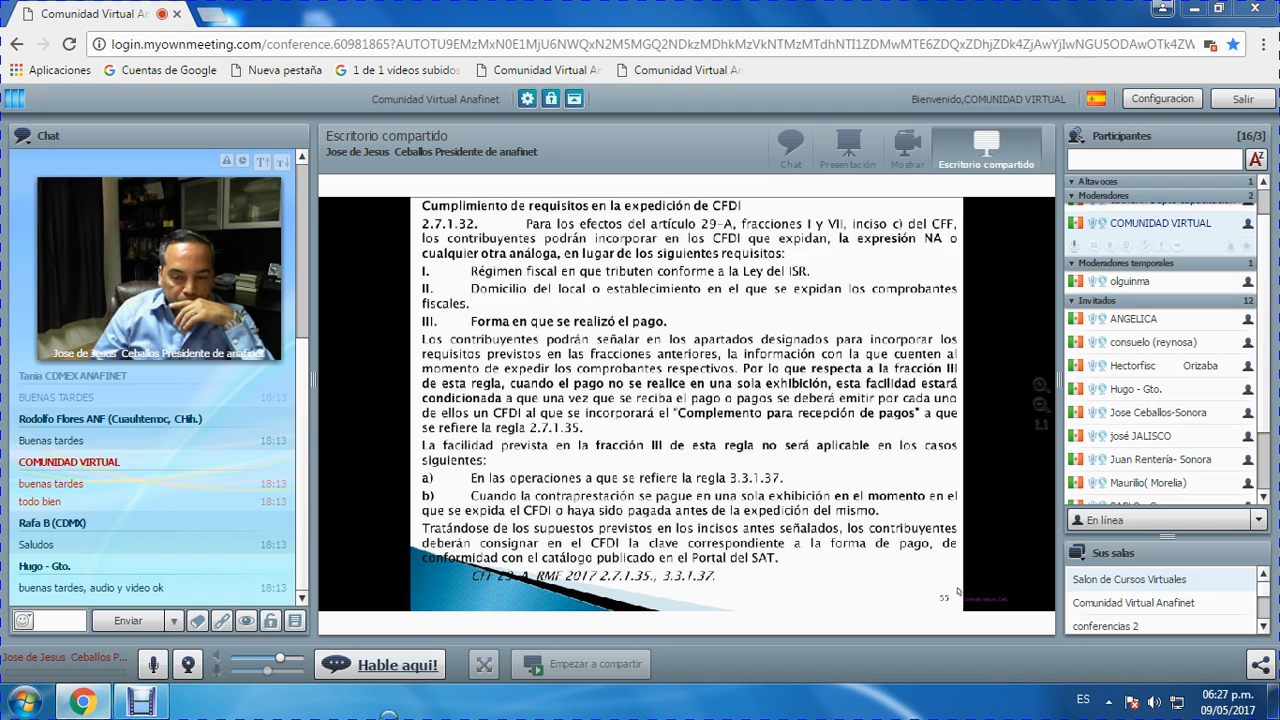 Comunidad Virtual Anafi
login.myownmeeting.com/conference,60981865?AUTOTU9EMzMxN0E1MjU6NWQxN2M5MGQ2NDkzMDhkMzVkNTMzMTdhNTI1ZDMwMTE6ZDQxZDhjZDk4ZjAwYjIwNGU5ODAwOTk4ZWN
Aplicaciones
Cuentas de Google
Nueva pestaña
1 de 1 vídeos subidos
Comunidad Virtual An
Comunidad Virtual An
Comunidad Virtual Anafinet
Bienvenido,COMUNIDAD VIRTUAL
Configuracion
Salir
Chat
Jose de Jesus Ceballos Presidente de anafinet
Tania CDMEX ANAFINET
BUENAS TARDES 18:13
Rodolfo Flores ANF (Cuauhtemoc, CHih.)
Buenas tardes 18:13
COMUNIDAD VIRTUAL
buenas tardes 18:13
todo bien 18:13
Rafa B (CDMX)
Saludos 18:13
Hugo - Gto.
buenas tardes, audio y video ok 18:13
Enviar
Escritorio compartido
Jose de Jesus Ceballos Presidente de anafinet
Chat
Presentación
Mostrar
Escritorio compartido
Cumplimiento de requisitos en la expedición de CFDI
2.7.1.32. Para los efectos del artículo 29-A, fracciones I y VII, inciso c) del CFF,
los contribuyentes podrán incorporar en los CFDI que expidan, la expresión NA o
cualquier otra análoga, en lugar de los siguientes requisitos:
I. Régimen fiscal en que tributen conforme a la Ley del ISR.
II. Domicilio del local o establecimiento en el que se expidan los comprobantes
fiscales.
III. Forma en que se realizó el pago.
Los contribuyentes podrán señalar en los apartados designados para incorporar los
requisitos previstos en las fracciones anteriores, la información con la que cuenten al
momento de expedir los comprobantes respectivos. Por lo que respecta a la fracción III
de esta regla, cuando el pago no se realice en una sola exhibición, esta facilidad estará
condicionada a que una vez que se reciba el pago o pagos se deberá emitir por cada uno
de ellos un CFDI al que se incorporará el “Complemento para recepción de pagos” a que
se refiere la regla 2.7.1.35.
La facilidad prevista en la fracción III de esta regla no será aplicable en los casos
siguientes:
a) En las operaciones a que se refiere la regla 3.3.1.37.
b) Cuando la contraprestación se pague en una sola exhibición en el momento en el
que se expida el CFDI o haya sido pagada antes de la expedición del mismo.
Tratándose de los supuestos previstos en los incisos antes señalados, los contribuyentes
deberán consignar en el CFDI la clave correspondiente a la forma de pago, de
conformidad con el catálogo publicado en el Portal del SAT.
CFF 29-A, RMF 2017 2.7.1.35., 3.3.1.37.
55
1:1
Participantes
[16/3]
Altavoces 1
Moderadores 2
COMUNIDAD VIRTUAL
Moderadores temporales 1
olguinma
Invitados 12
ANGELICA
consuelo (reynosa)
Hectorfisc Orizaba
Hugo - Gto.
Jose Ceballos-Sonora
josé JALISCO
Juan Rentería- Sonora
Maurilio( Morelia)
En línea
Sus salas
Salon de Cursos Virtuales
Comunidad Virtual Anafinet
conferencias 2
Jose de Jesus Ceballos P...
Hable aqui!
Empezar a compartir
ES
06:27 p.m.
09/05/2017